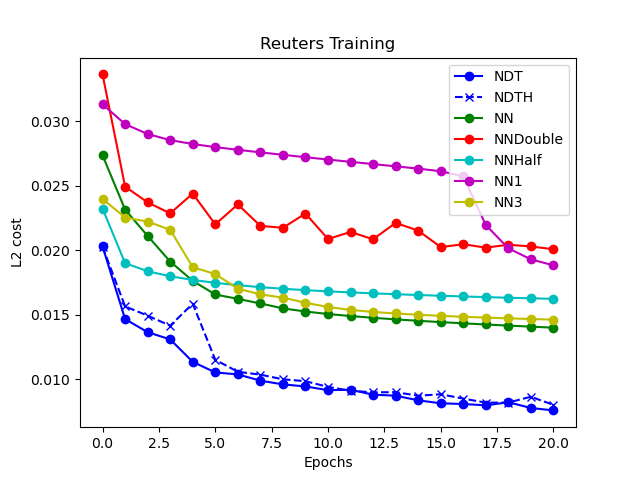 Reuters Training
L2 cost
0.030
0.025
0.020
0.015
0.010
NDT
NDTH
NN
NNDouble
NNHalf
NN1
NN3
0.0 2.5 5.0 7.5 10.0 12.5 15.0 17.5 20.0
Epochs